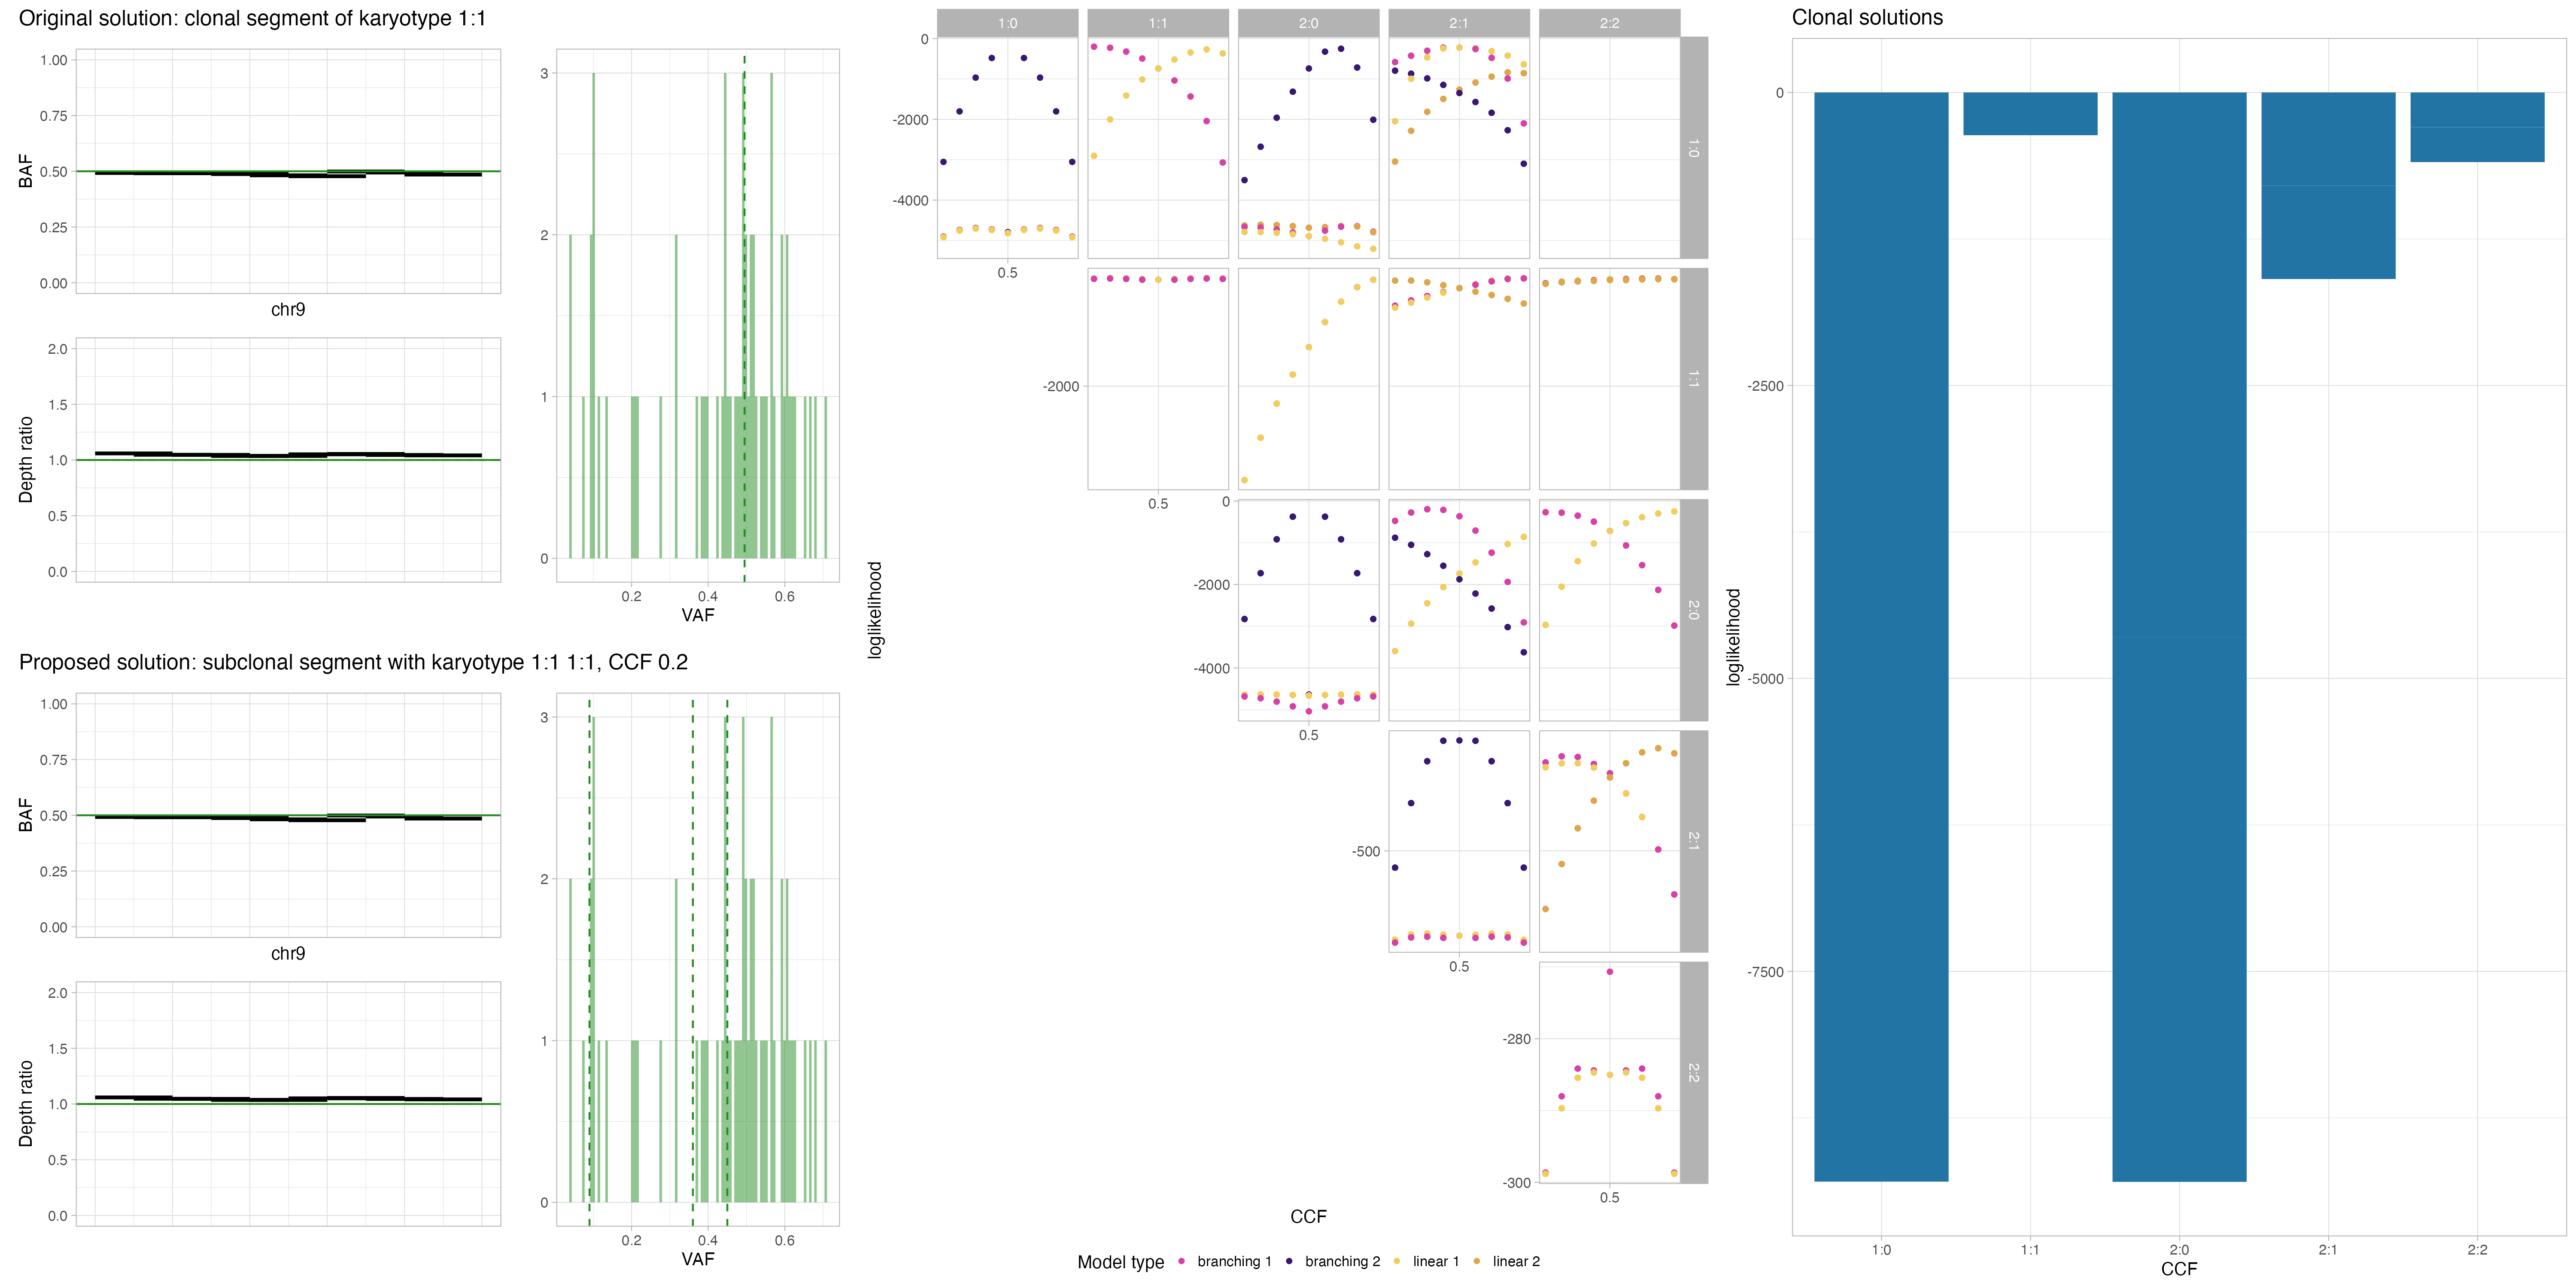 Original solution: clonal segment of karyotype 1:1
1.00
0.75
0.50
0.25
0.00
BAF
chr9
2.0
1.5
1.0
0.5
0.0
Depth ratio
3
2
1
0
0.2 0.4 0.6
VAF
Proposed solution: subclonal segment with karyotype 1:1 1:1, CCF 0.2
1.00
0.75
0.50
0.25
0.00
BAF
chr9
2.0
1.5
1.0
0.5
0.0
Depth ratio
3
2
1
0
0.2 0.4 0.6
VAF
1:0 1:1 2:0 2:1 2:2
0
-2000
-4000
0.5
1:0
-2000
0.5
1:1
0
-2000
-4000
0.5
2:0
-500
0.5
2:1
-280
-300
0.5
2:2
loglikelihood
CCF
Model type branching 1 branching 2 linear 1 linear 2
Clonal solutions
0
-2500
-5000
-7500
loglikelihood
1:0 1:1 2:0 2:1 2:2
CCF